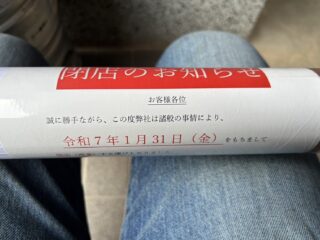 閉店のお知らせ
お客様各位
誠に勝手ながら、この度弊社は諸般の事情により、
令和7年1月31日（金）をもちまして